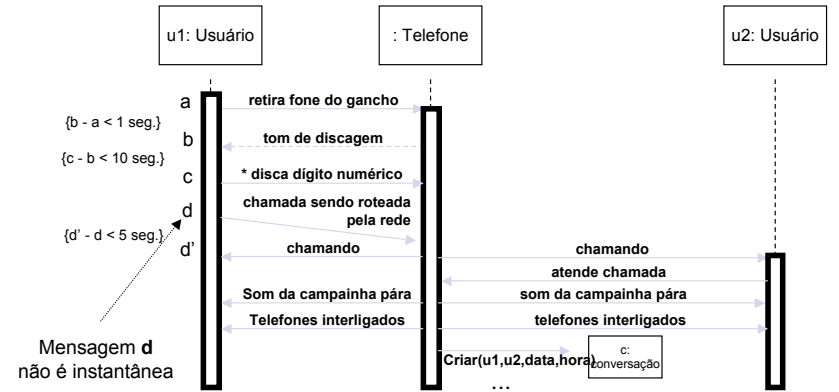 u1: Usuário
: Telefone
u2: Usuário
a
retira fone do gancho
{b - a < 1 seg.}
b
tom de discagem
{c - b < 10 seg.}
c
* disca dígito numérico
d
chamada sendo roteada
pela rede
{d' - d < 5 seg.}
d'
chamando
chamando
atende chamada
Som da campainha pára
som da campainha pára
Telefones interligados
telefones interligados
Mensagem d
não é instantânea
Criar(u1,u2,data,hora)
c:
conversação
...